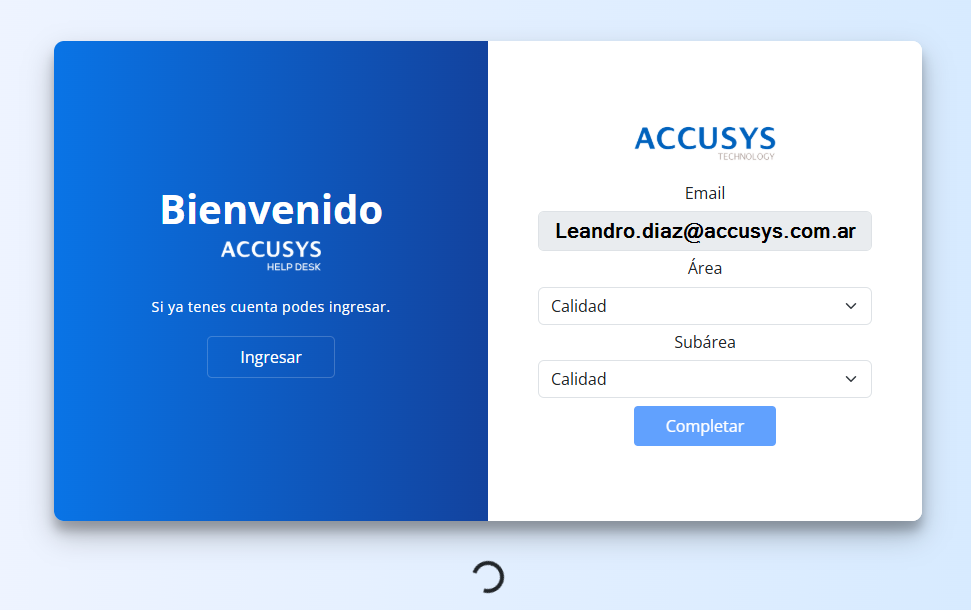 Bienvenido
ACCUSYS
HELP DESK
Si ya tenes cuenta podes ingresar.
Ingresar
ACCUSYS
TECHNOLOGY
Email
Leandro.diaz@accusys.com.ar
Área
Calidad
Subárea
Calidad
Completar